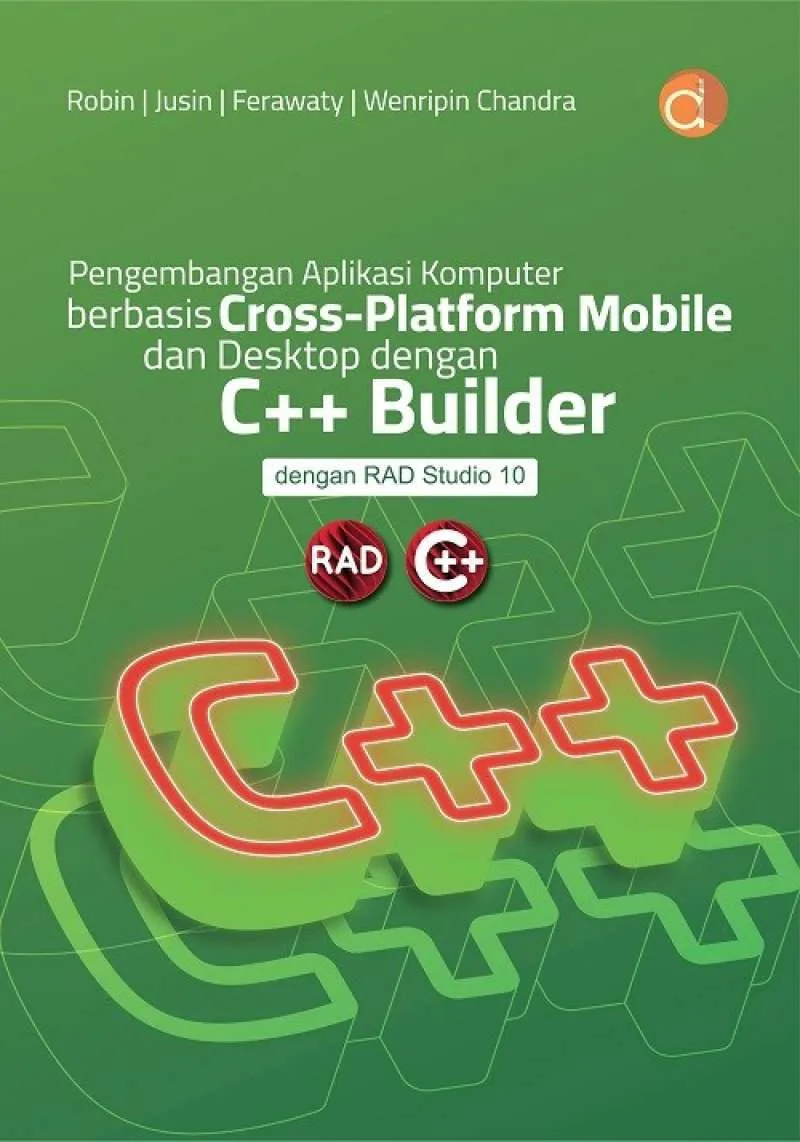 Robin | Jusin | Ferawaty | Wenripin Chandra
Pengembangan Aplikasi Komputer
berbasis Cross-Platform Mobile
dan Desktop dengan
C++ Builder
dengan RAD Studio 10
RAD
C++
C++
C++